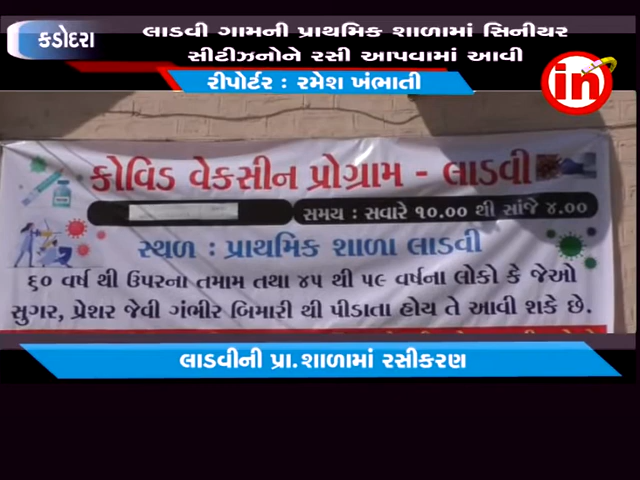 કડોદરા
લાડવી ગામની પ્રાથમિક શાળામાં સિનીયર
સીટીઝનોને રસી આપવામાં આવી
રીપોર્ટર : રમેશ ખંભાતી
in
કોવિડ વેકસીન પ્રોગ્રામ - લાડવી
સમય : સવારે ૧૦.૦૦ થી સાંજે ૪.૦૦
સ્થળ : પ્રાથમિક શાળા લાડવી
૬૦ વર્ષ થી ઉપરના તમામ તથા ૪૫ થી ૫૯ વર્ષના લોકો કે જેઓ
સુગર, પ્રેશર જેવી ગંભીર બિમારી થી પીડાતા હોય તે આવી શકે છે.
લાડવીની પ્રા. શાળામાં રસીકરણ